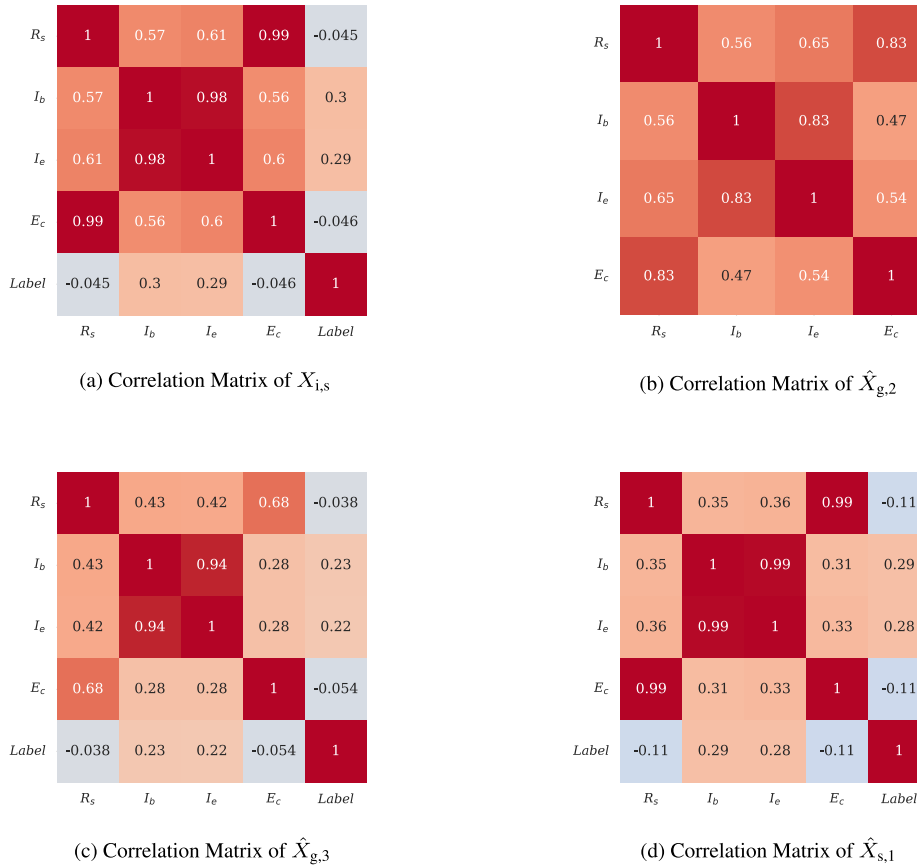 R_s 1 0.57 0.61 0.99 -0.045
I_b 0.57 1 0.98 0.56 0.3
I_e 0.61 0.98 1 0.6 0.29
E_c 0.99 0.56 0.6 1 -0.046
Label -0.045 0.3 0.29 -0.046 1
R_s I_b I_e E_c Label
(a) Correlation Matrix of X_{i,s}
R_s 1 0.56 0.65 0.83
I_b 0.56 1 0.83 0.47
I_e 0.65 0.83 1 0.54
E_c 0.83 0.47 0.54 1
R_s I_b I_e E_c
(b) Correlation Matrix of X̂_{g,2}
R_s 1 0.43 0.42 0.68 -0.038
I_b 0.43 1 0.94 0.28 0.23
I_e 0.42 0.94 1 0.28 0.22
E_c 0.68 0.28 0.28 1 -0.054
Label -0.038 0.23 0.22 -0.054 1
R_s I_b I_e E_c Label
(c) Correlation Matrix of X̂_{g,3}
R_s 1 0.35 0.36 0.99 -0.11
I_b 0.35 1 0.99 0.31 0.29
I_e 0.36 0.99 1 0.33 0.28
E_c 0.99 0.31 0.33 1 -0.11
Label -0.11 0.29 0.28 -0.11 1
R_s I_b I_e E_c Label
(d) Correlation Matrix of X̂_{s,1}